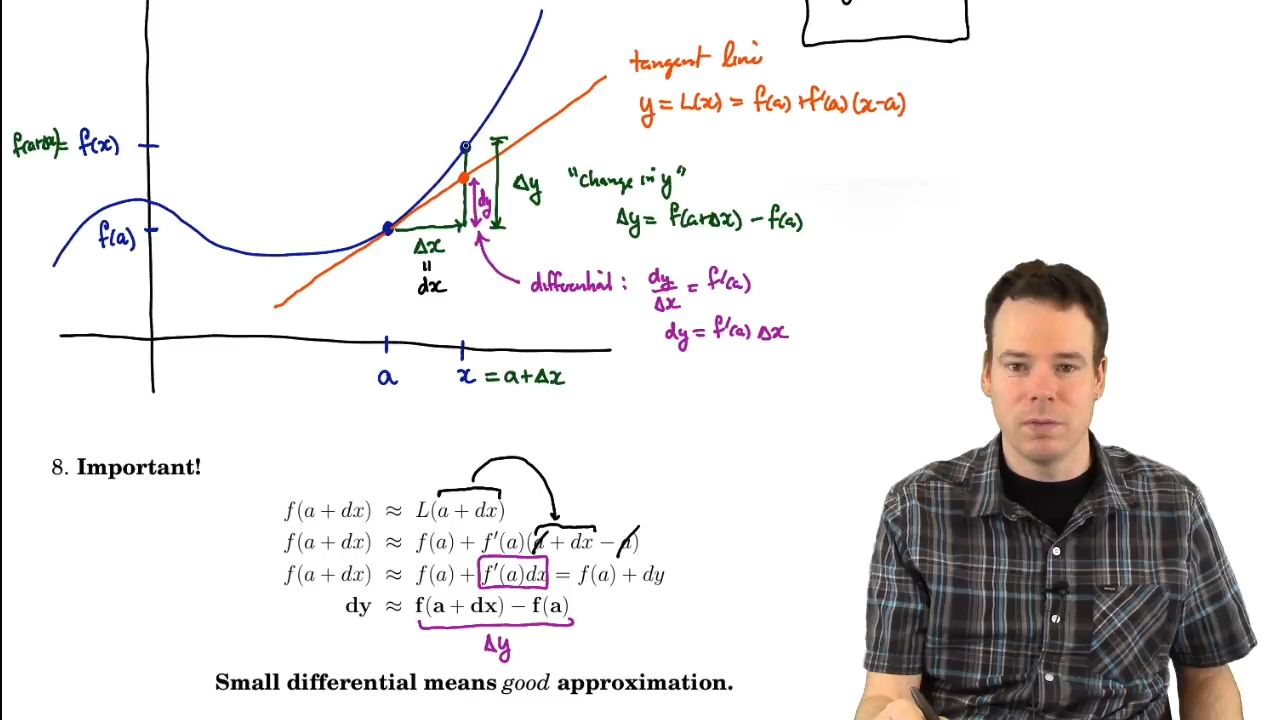 tangent line
y = L(x) = f(a) + f'(a)(x-a)
f(a+Δx) = f(x)
Δy "Change in y"
dy
f(a)
Δy = f(a+Δx) - f(a)
Δx
=
dx
differential: dy/Δx = f'(a)
dy = f'(a) Δx
a x = a+Δx
8. Important!
f(a + dx) ≈ L(a + dx)
f(a + dx) ≈ f(a) + f'(a)(a + dx − a)
f(a + dx) ≈ f(a) + f'(a)dx = f(a) + dy
dy ≈ f(a + dx) − f(a)
Δy
Small differential means good approximation.